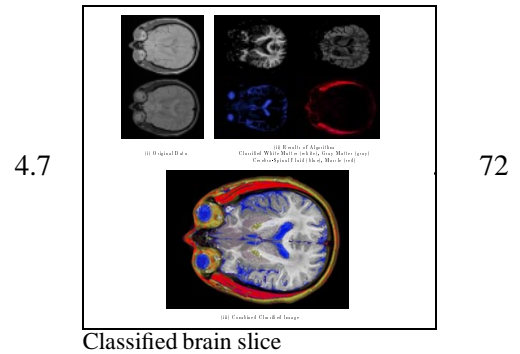 (i) Original Data
(ii) Results of Algorithm
Classified White Matter (white), Gray Matter (gray)
Cerebro-Spinal Fluid (blue), Muscle (red)
4.7
72
(iii) Combined Classified Image
Classified brain slice